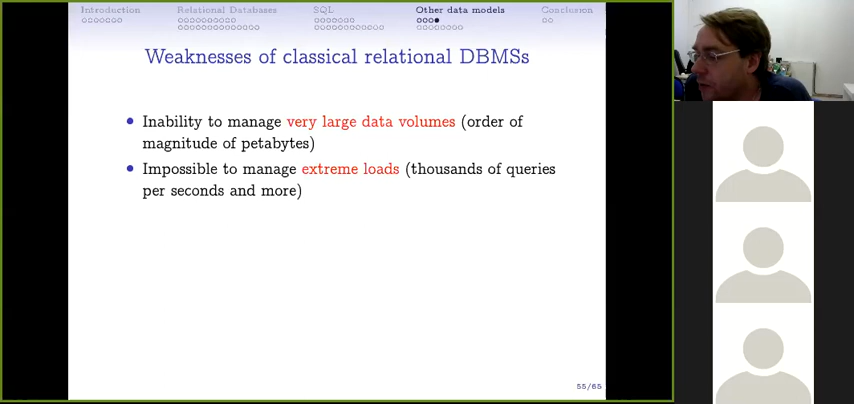 Introduction Relational Databases SQL Other data models Conclusion
Weaknesses of classical relational DBMSs
Inability to manage very large data volumes (order of
magnitude of petabytes)
Impossible to manage extreme loads (thousands of queries
per seconds and more)
55/65